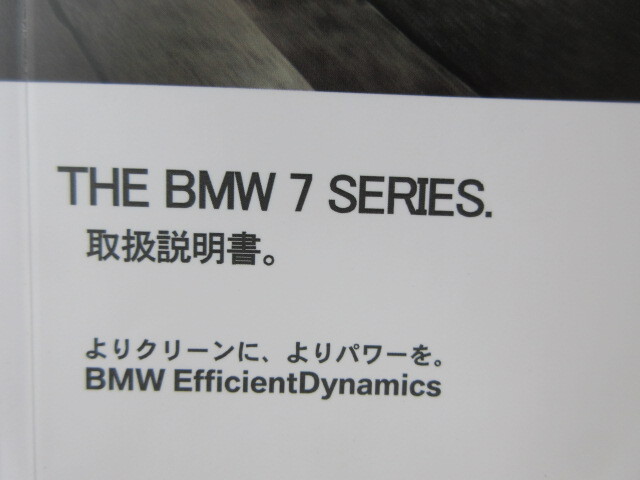 THE BMW 7 SERIES.
取扱説明書。
よりクリーンに、よりパワーを。
BMW EfficientDynamics